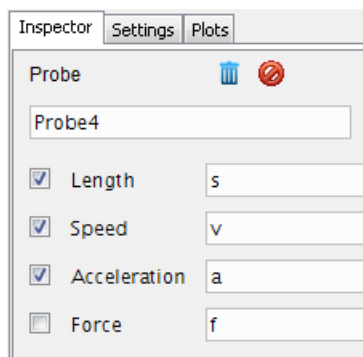 Inspector Settings Plots
Probe
Probe4
Length s
Speed v
Acceleration a
Force f